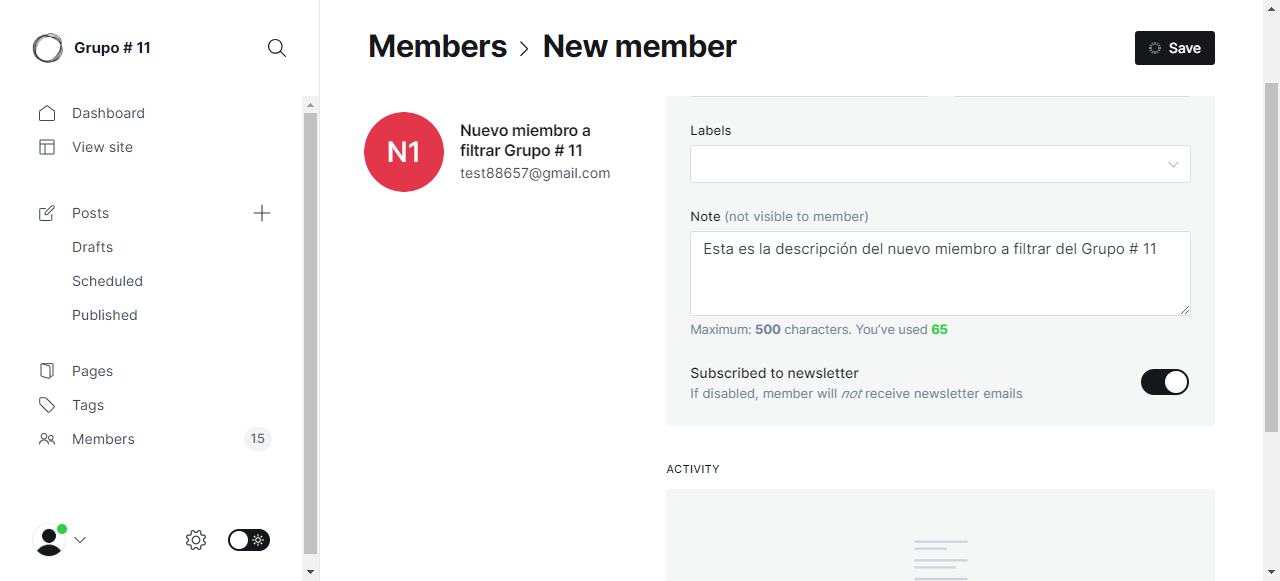 Grupo # 11
Dashboard
View site
Posts
Drafts
Scheduled
Published
Pages
Tags
Members 15
Members > New member
Save
N1
Nuevo miembro a
filtrar Grupo # 11
test88657@gmail.com
Labels
Note (not visible to member)
Esta es la descripción del nuevo miembro a filtrar del Grupo # 11
Maximum: 500 characters. You’ve used 65
Subscribed to newsletter
If disabled, member will not receive newsletter emails
ACTIVITY